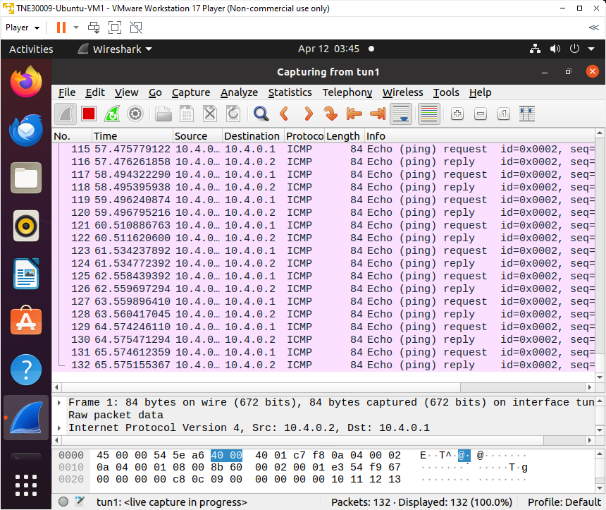 TNE30009-Ubuntu-VM1 - VMware Workstation 17 Player (Non-commercial use only)
Player
Activities Wireshark Apr 12 03:45
Capturing from tun1
File Edit View Go Capture Analyze Statistics Telephony Wireless Tools Help
No. Time Source Destination Protoco Length Info
115 57.475779122 10.4.0… 10.4.0.1 ICMP 84 Echo (ping) request id=0x0002, seq=
116 57.476261858 10.4.0… 10.4.0.2 ICMP 84 Echo (ping) reply id=0x0002, seq=
117 58.494322290 10.4.0… 10.4.0.1 ICMP 84 Echo (ping) request id=0x0002, seq=
118 58.495395938 10.4.0… 10.4.0.2 ICMP 84 Echo (ping) reply id=0x0002, seq=
119 59.496240874 10.4.0… 10.4.0.1 ICMP 84 Echo (ping) request id=0x0002, seq=
120 59.496795216 10.4.0… 10.4.0.2 ICMP 84 Echo (ping) reply id=0x0002, seq=
121 60.510886763 10.4.0… 10.4.0.1 ICMP 84 Echo (ping) request id=0x0002, seq=
122 60.511620600 10.4.0… 10.4.0.2 ICMP 84 Echo (ping) reply id=0x0002, seq=
123 61.534237892 10.4.0… 10.4.0.1 ICMP 84 Echo (ping) request id=0x0002, seq=
124 61.534772392 10.4.0… 10.4.0.2 ICMP 84 Echo (ping) reply id=0x0002, seq=
125 62.558439392 10.4.0… 10.4.0.1 ICMP 84 Echo (ping) request id=0x0002, seq=
126 62.559697294 10.4.0… 10.4.0.2 ICMP 84 Echo (ping) reply id=0x0002, seq=
127 63.559896410 10.4.0… 10.4.0.1 ICMP 84 Echo (ping) request id=0x0002, seq=
128 63.560417045 10.4.0… 10.4.0.2 ICMP 84 Echo (ping) reply id=0x0002, seq=
129 64.574246110 10.4.0… 10.4.0.1 ICMP 84 Echo (ping) request id=0x0002, seq=
130 64.575471294 10.4.0… 10.4.0.2 ICMP 84 Echo (ping) reply id=0x0002, seq=
131 65.574612359 10.4.0… 10.4.0.1 ICMP 84 Echo (ping) request id=0x0002, seq=
132 65.575155367 10.4.0… 10.4.0.2 ICMP 84 Echo (ping) reply id=0x0002, seq=
Frame 1: 84 bytes on wire (672 bits), 84 bytes captured (672 bits) on interface tun
Raw packet data
Internet Protocol Version 4, Src: 10.4.0.2, Dst: 10.4.0.1
0000 45 00 00 54 5e a6 40 00 40 01 c7 f8 0a 04 00 02 E··T^·@· @·······
0010 0a 04 00 01 08 00 8b 60 00 02 00 01 e3 54 f9 67 ·······` ·····T·g
0020 00 00 00 00 c8 0c 09 00 00 00 00 00 10 11 12 13 ········ ········
tun1: <live capture in progress> Packets: 132 · Displayed: 132 (100.0%) Profile: Default